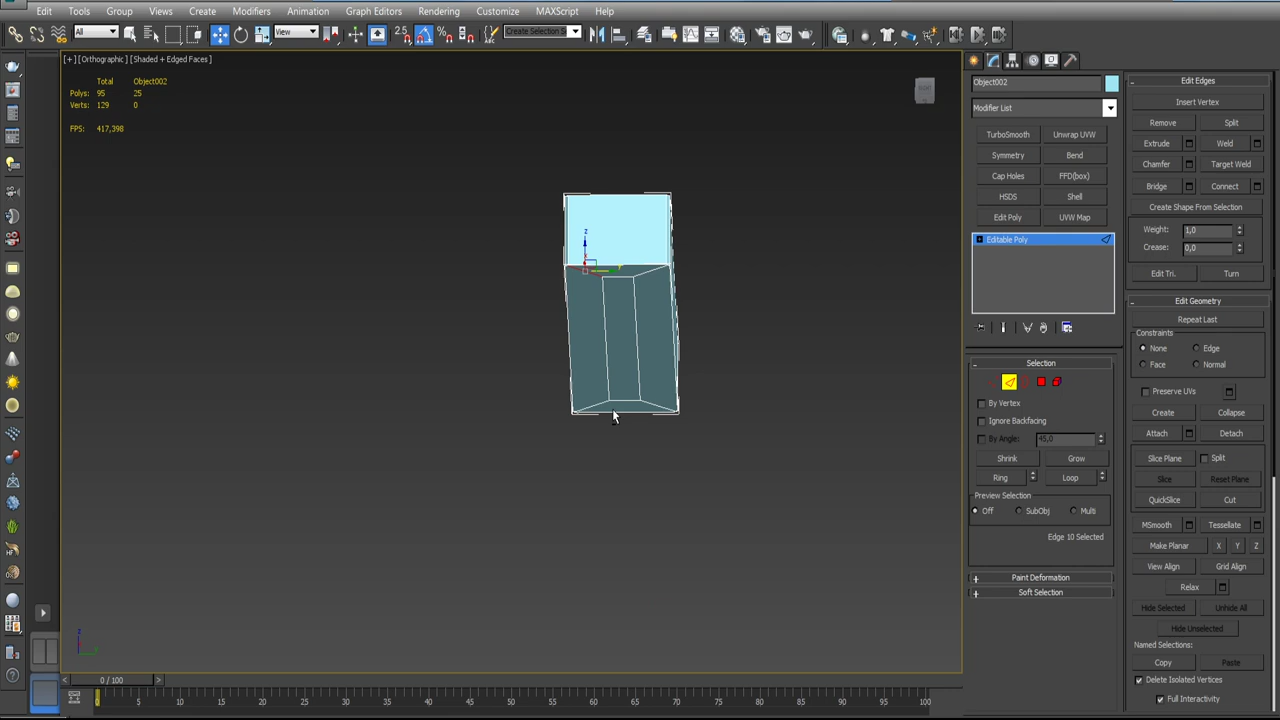 Edit Tools Group Views Create Modifiers Animation Graph Editors Rendering Customize MAXScript Help
All View 2.5 Create Selection S
[+] [Orthographic] [Shaded + Edged Faces]
Total Object002
Polys: 95 25
Verts: 129 0
FPS: 417,398
z
z
Object002
Modifier List
TurboSmooth Unwrap UVW
Symmetry Bend
Cap Holes FFD(box)
HSDS Shell
Edit Poly UVW Map
Editable Poly
Selection
By Vertex
Ignore Backfacing
By Angle: 45,0
Shrink Grow
Ring Loop
Preview Selection
Off SubObj Multi
Edge 10 Selected
Paint Deformation
Soft Selection
Edit Edges
Insert Vertex
Remove Split
Extrude Weld
Chamfer Target Weld
Bridge Connect
Create Shape From Selection
Weight: 1,0
Crease: 0,0
Edit Tri. Turn
Edit Geometry
Repeat Last
Constraints
None Edge
Face Normal
Preserve UVs
Create Collapse
Attach Detach
Slice Plane Split
Slice Reset Plane
QuickSlice Cut
MSmooth Tessellate
Make Planar X Y Z
View Align Grid Align
Relax
Hide Selected Unhide All
Hide Unselected
Named Selections:
Copy Paste
Delete Isolated Vertices
Full Interactivity
0 / 100
0 5 10 15 20 25 30 35 40 45 50 55 60 65 70 75 80 85 90 95 100